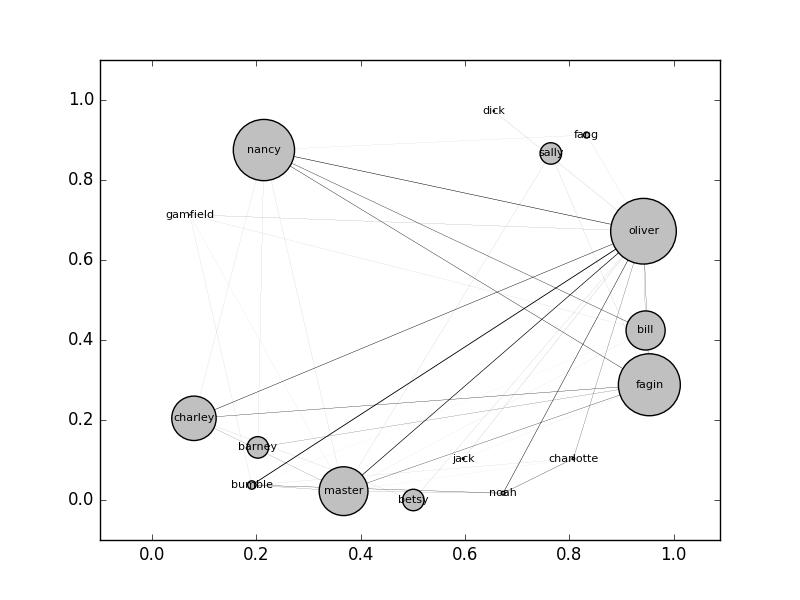 1.0
dick
fang
nancy
sally
0.8
gamfield
oliver
0.6
0.4
bill
fagin
0.2
charley
barney
jack
charlotte
bumble
master
noah
betsy
0.0
0.0 0.2 0.4 0.6 0.8 1.0